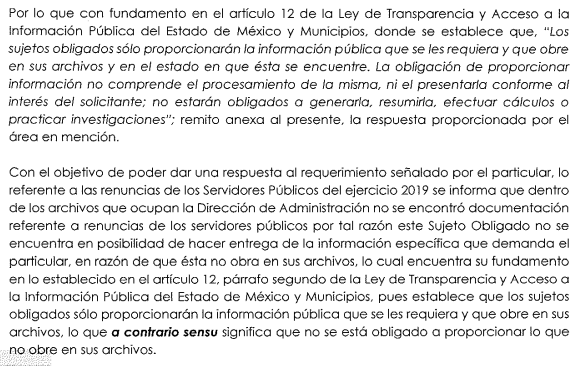 Por lo que con fundamento en el artículo 12 de la Ley de Transparencia y Acceso a la
Información Pública del Estado de México y Municipios, donde se establece que, “Los
sujetos obligados sólo proporcionarán la información pública que se les requiera y que obre
en sus archivos y en el estado en que ésta se encuentre. La obligación de proporcionar
información no comprende el procesamiento de la misma, ni el presentarla conforme al
interés del solicitante; no estarán obligados a generarla, resumirla, efectuar cálculos o
practicar investigaciones”; remito anexa al presente, la respuesta proporcionada por el
área en mención.
Con el objetivo de poder dar una respuesta al requerimiento señalado por el particular, lo
referente a las renuncias de los Servidores Públicos del ejercicio 2019 se informa que dentro
de los archivos que ocupan la Dirección de Administración no se encontró documentación
referente a renuncias de los servidores públicos por tal razón este Sujeto Obligado no se
encuentra en posibilidad de hacer entrega de la información específica que demanda el
particular, en razón de que ésta no obra en sus archivos, lo cual encuentra su fundamento
en lo establecido en el artículo 12, párrafo segundo de la Ley de Transparencia y Acceso a
la Información Pública del Estado de México y Municipios, pues establece que los sujetos
obligados sólo proporcionarán la información pública que se les requiera y que obre en sus
archivos, lo que a contrario sensu significa que no se está obligado a proporcionar lo que
no obre en sus archivos.